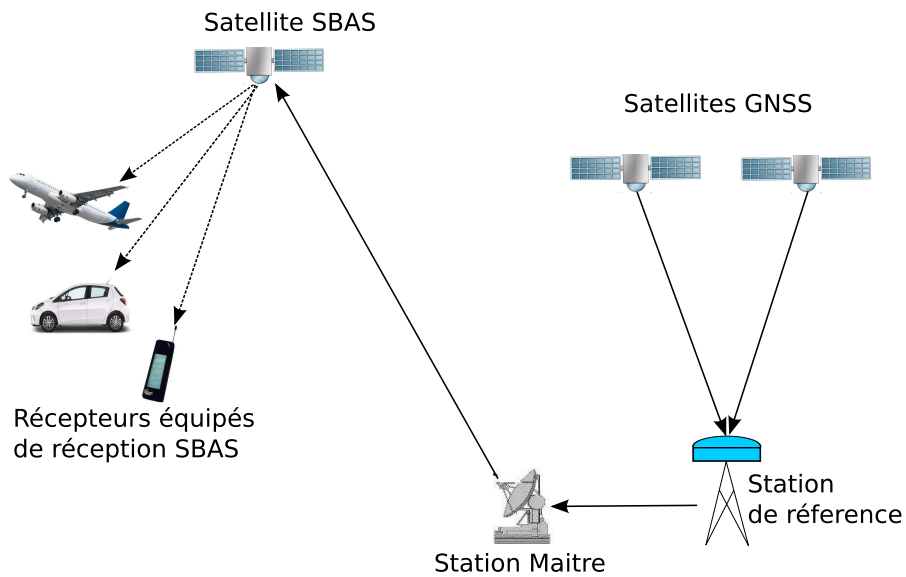 Satellite SBAS
Satellites GNSS
Récepteurs équipés
de réception SBAS
Station
de réference
Station Maitre